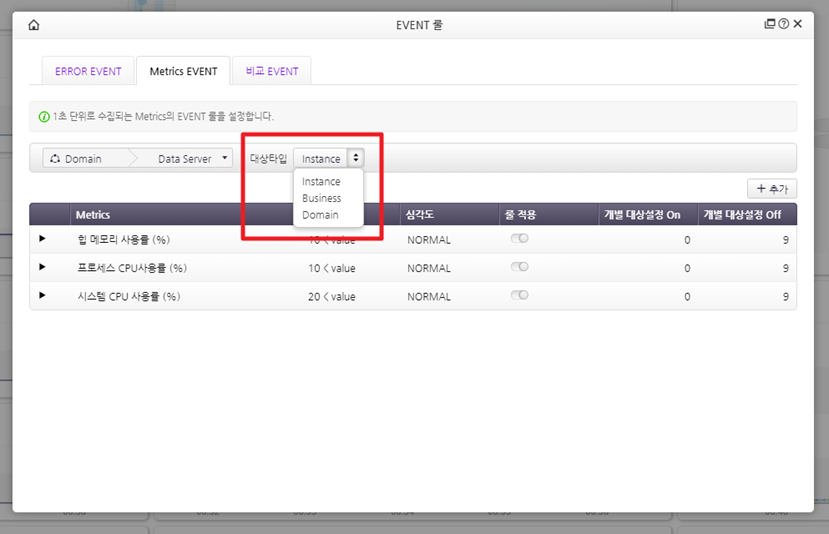 EVENT 룰
ERROR EVENT
Metrics EVENT
비교 EVENT
1초 단위로 수집되는 Metrics의 EVENT 룰을 설정합니다.
Domain
Data Server
대상타입
Instance
Instance
Business
Domain
추가
Metrics
심각도
룰 적용
개별 대상설정 On
개별 대상설정 Off
힙 메모리 사용률 (%)
10 < value
NORMAL
0
9
프로세스 CPU사용률 (%)
10 < value
NORMAL
0
9
시스템 CPU 사용률 (%)
20 < value
NORMAL
0
9